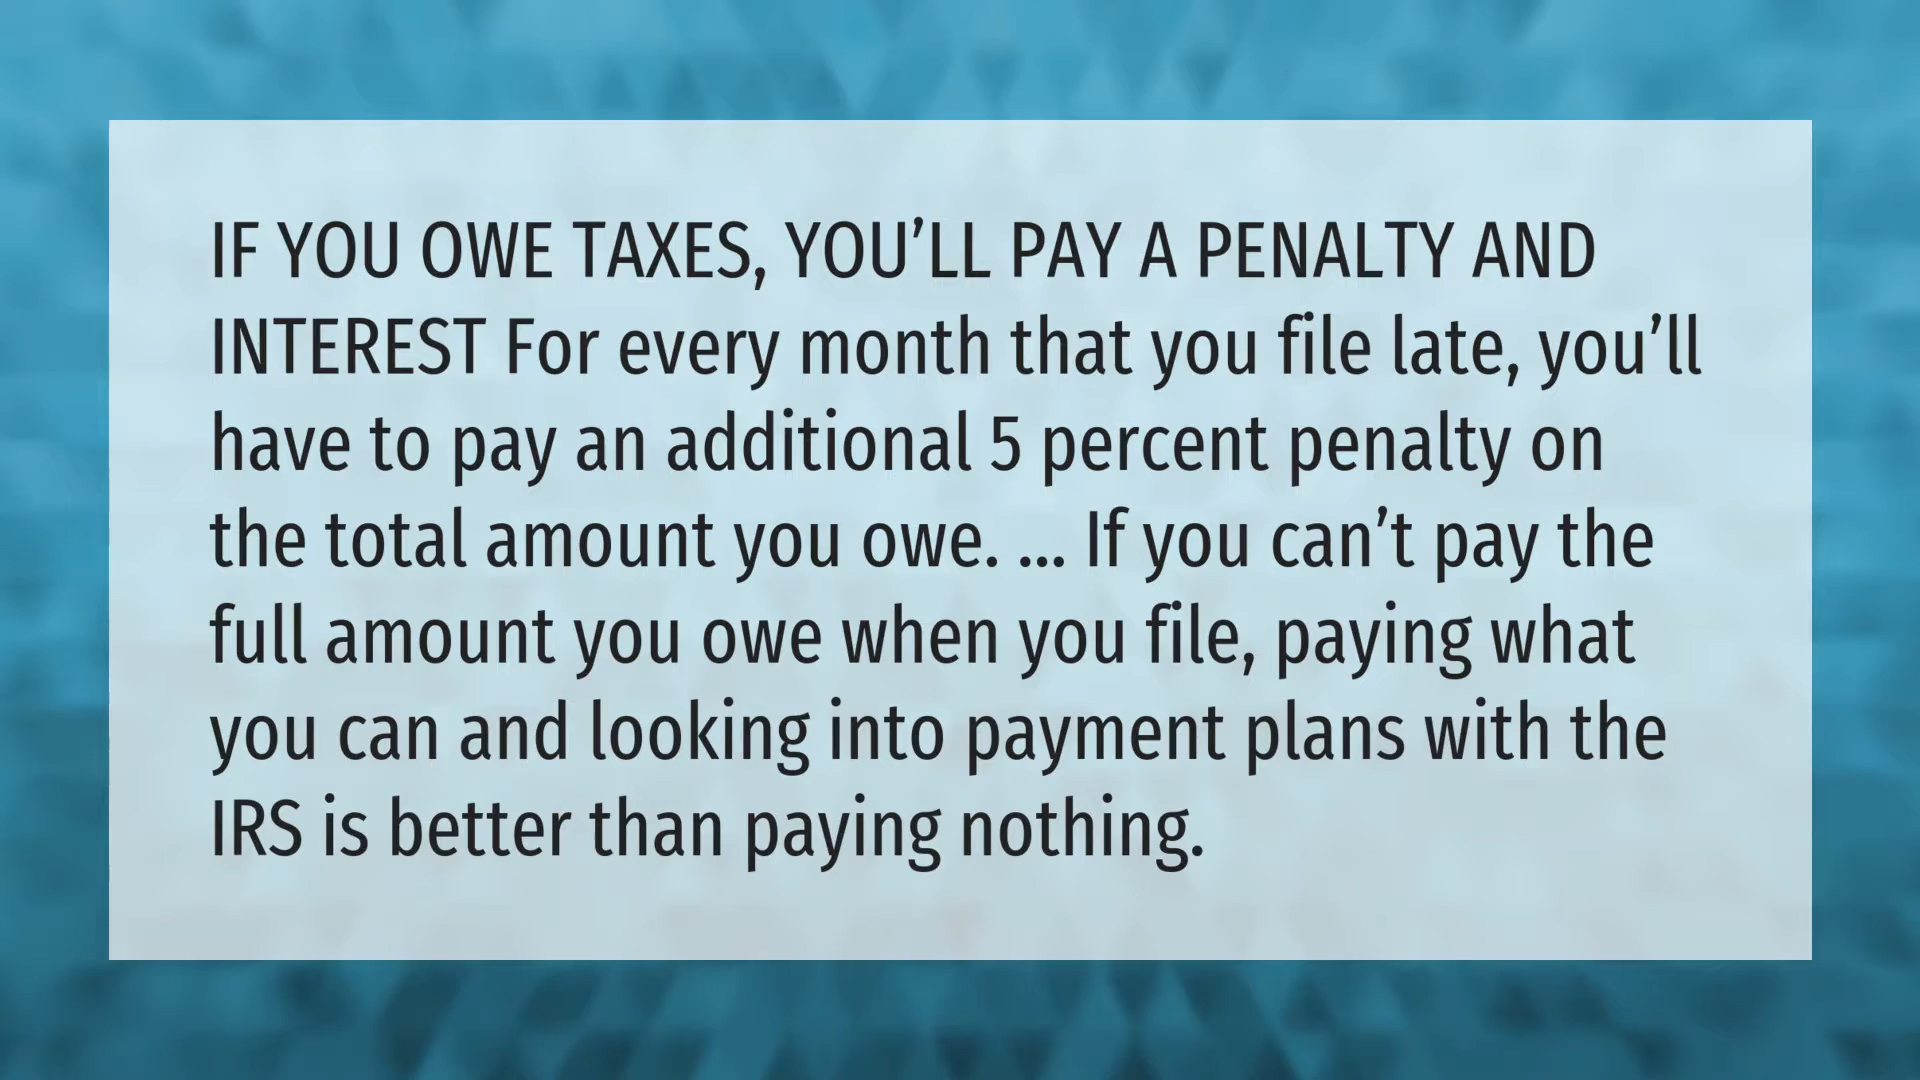 IF YOU OWE TAXES, YOU’LL PAY A PENALTY AND
INTEREST For every month that you file late, you’ll
have to pay an additional 5 percent penalty on
the total amount you owe. ... If you can’t pay the
full amount you owe when you file, paying what
you can and looking into payment plans with the
IRS is better than paying nothing.